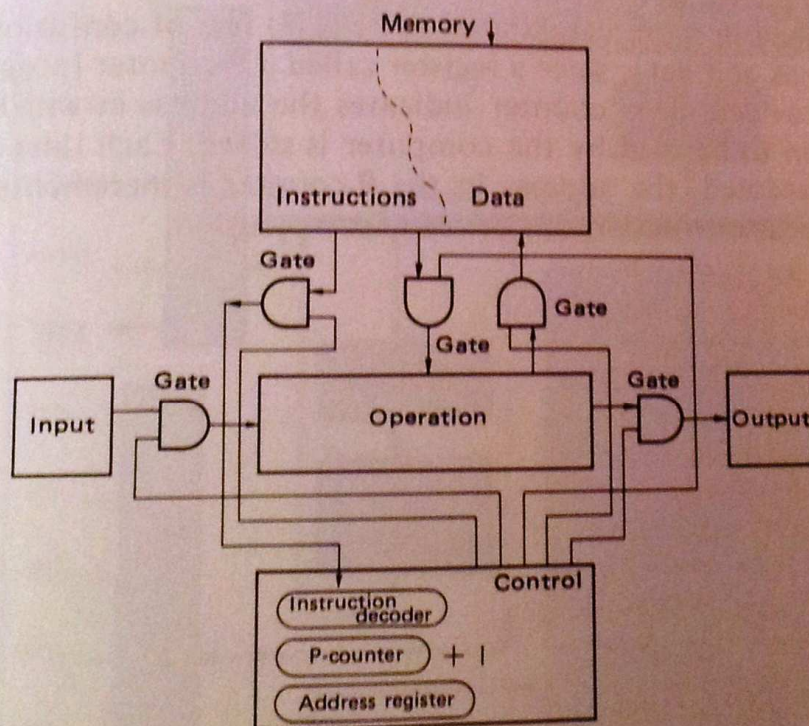 Memory
Instructions Data
Gate
Gate
Gate
Gate
Gate
Input
Operation
Output
Control
Instruction
decoder
P-counter + 1
Address register